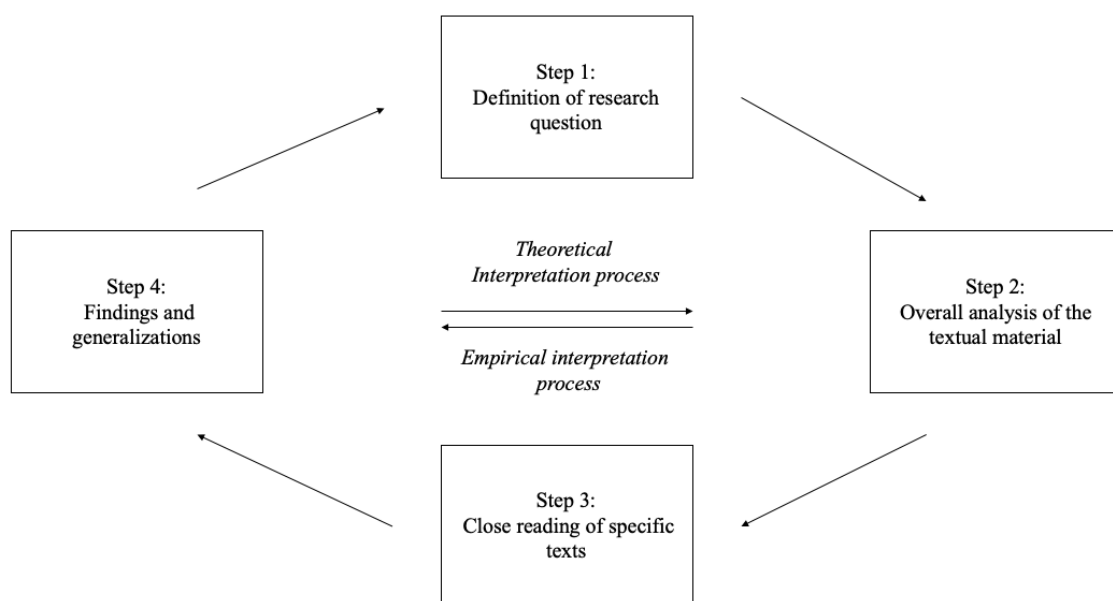 Step 1:
Definition of research
question
Theoretical
Interpretation process
Step 4:
Findings and
generalizations
Step 2:
Overall analysis of the
textual material
Empirical interpretation
process
Step 3:
Close reading of specific
texts